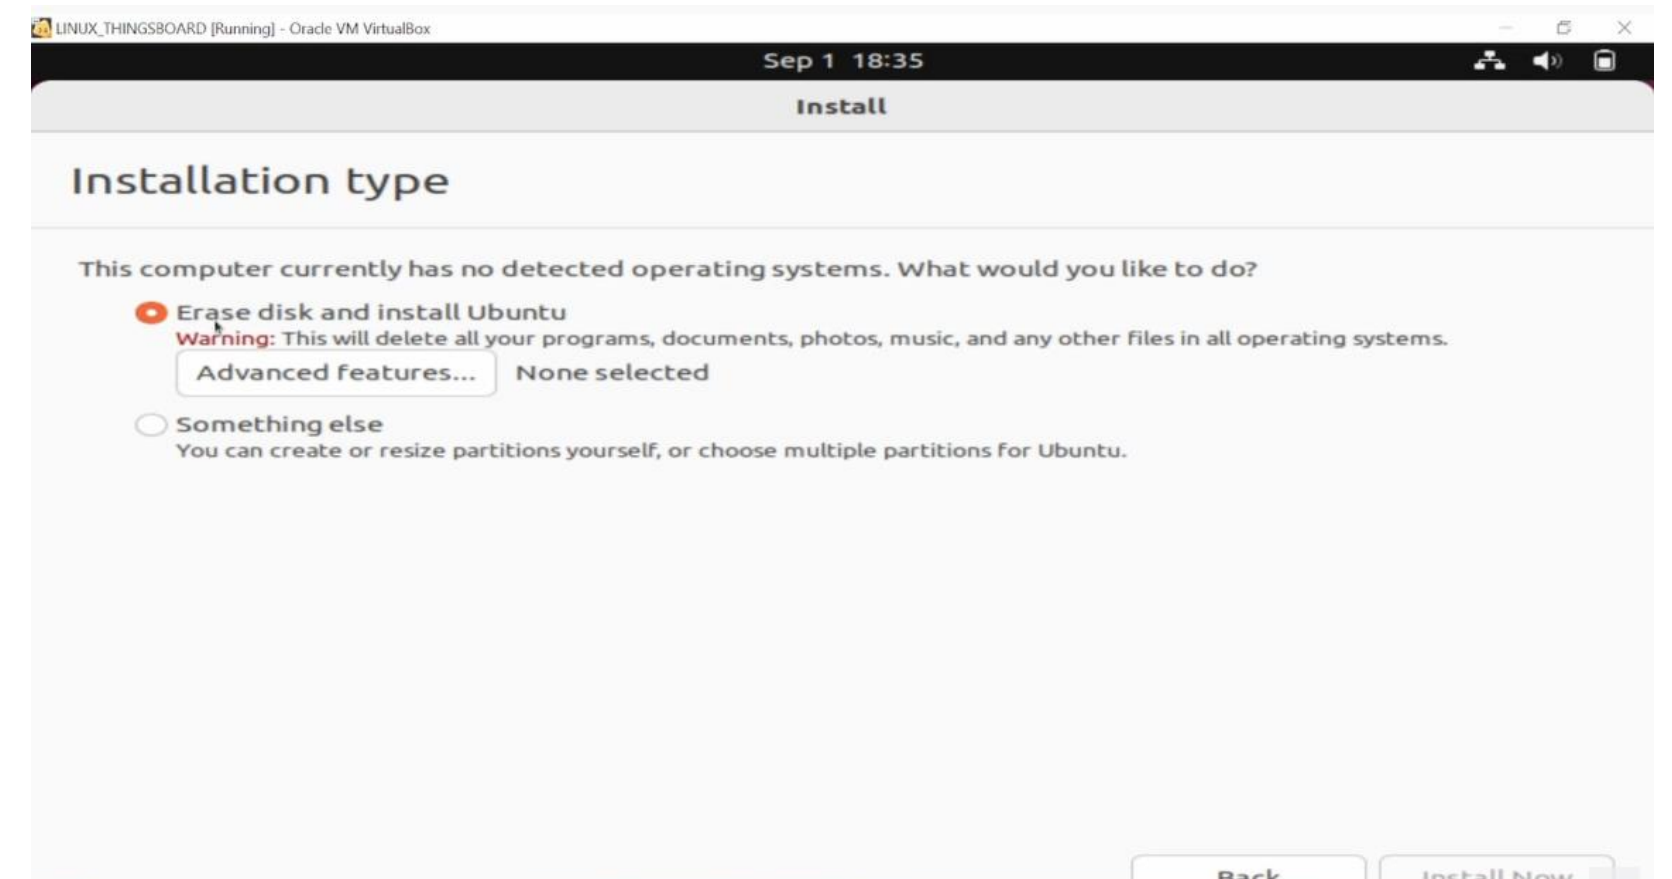 LINUX_THINGSBOARD [Running] - Oracle VM VirtualBox
Sep 1 18:35
Install
Installation type
This computer currently has no detected operating systems. What would you like to do?
Erase disk and install Ubuntu
Warning: This will delete all your programs, documents, photos, music, and any other files in all operating systems.
Advanced features... None selected
Something else
You can create or resize partitions yourself, or choose multiple partitions for Ubuntu.
Back Install Now